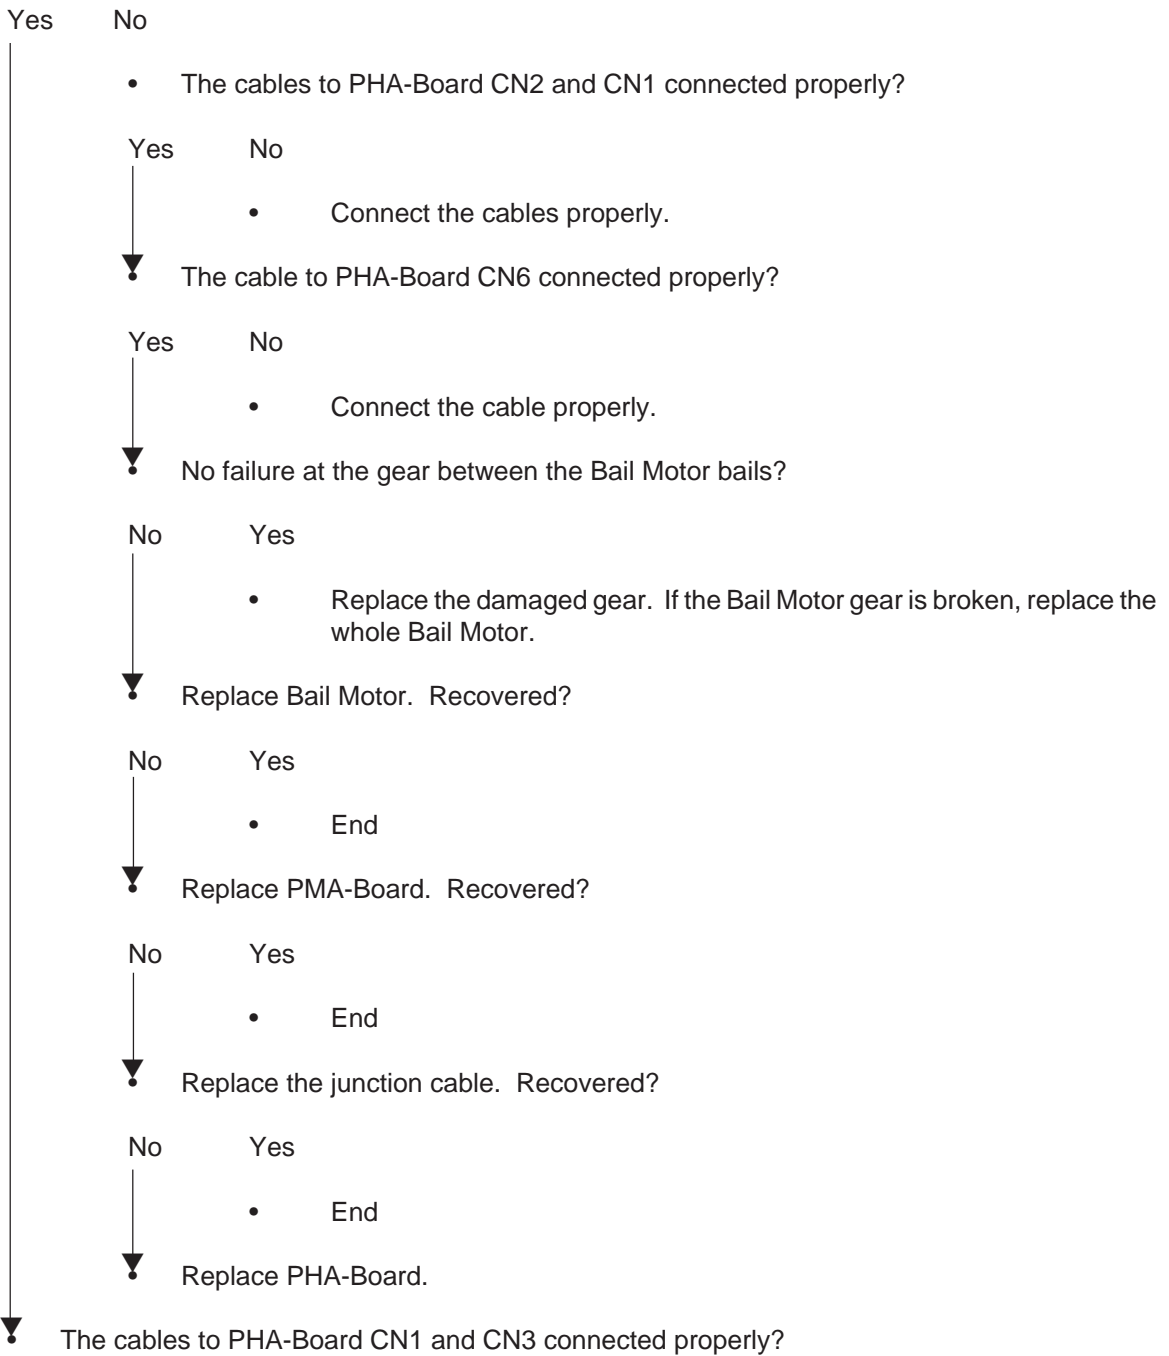 Yes No
• The cables to PHA-Board CN2 and CN1 connected properly?
Yes No
• Connect the cables properly.
• The cable to PHA-Board CN6 connected properly?
Yes No
• Connect the cable properly.
• No failure at the gear between the Bail Motor bails?
No Yes
• Replace the damaged gear. If the Bail Motor gear is broken, replace the
whole Bail Motor.
• Replace Bail Motor. Recovered?
No Yes
• End
• Replace PMA-Board. Recovered?
No Yes
• End
• Replace the junction cable. Recovered?
No Yes
• End
• Replace PHA-Board.
• The cables to PHA-Board CN1 and CN3 connected properly?